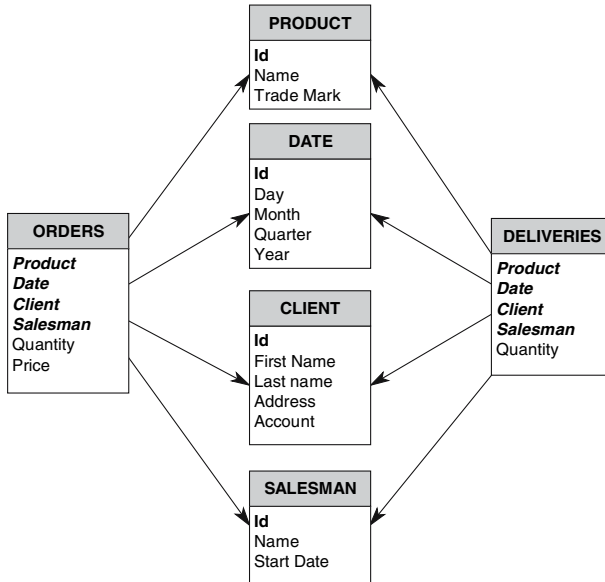 PRODUCT
Id
Name
Trade Mark
DATE
Id
Day
Month
Quarter
Year
ORDERS
Product
Date
Client
Salesman
Quantity
Price
DELIVERIES
Product
Date
Client
Salesman
Quantity
CLIENT
Id
First Name
Last name
Address
Account
SALESMAN
Id
Name
Start Date